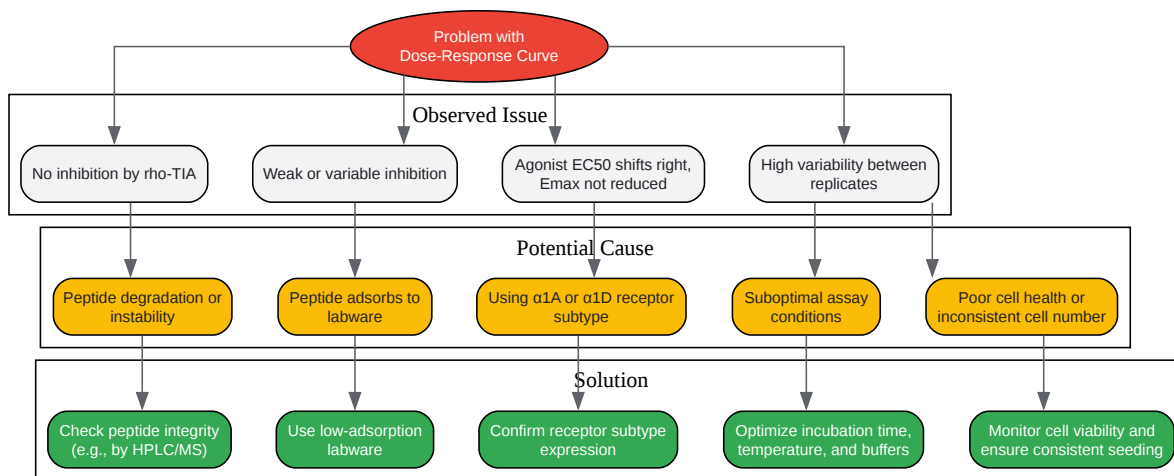 Problem with
Dose-Response Curve
Observed Issue
No inhibition by rho-TIA
Weak or variable inhibition
Agonist EC50 shifts right,
Emax not reduced
High variability between
replicates
Potential Cause
Peptide degradation or
instability
Peptide adsorbs to
labware
Using α1A or α1D receptor
subtype
Suboptimal assay
conditions
Poor cell health or
inconsistent cell number
Solution
Check peptide integrity
(e.g., by HPLC/MS)
Use low-adsorption
labware
Confirm receptor subtype
expression
Optimize incubation time,
temperature, and buffers
Monitor cell viability and
ensure consistent seeding